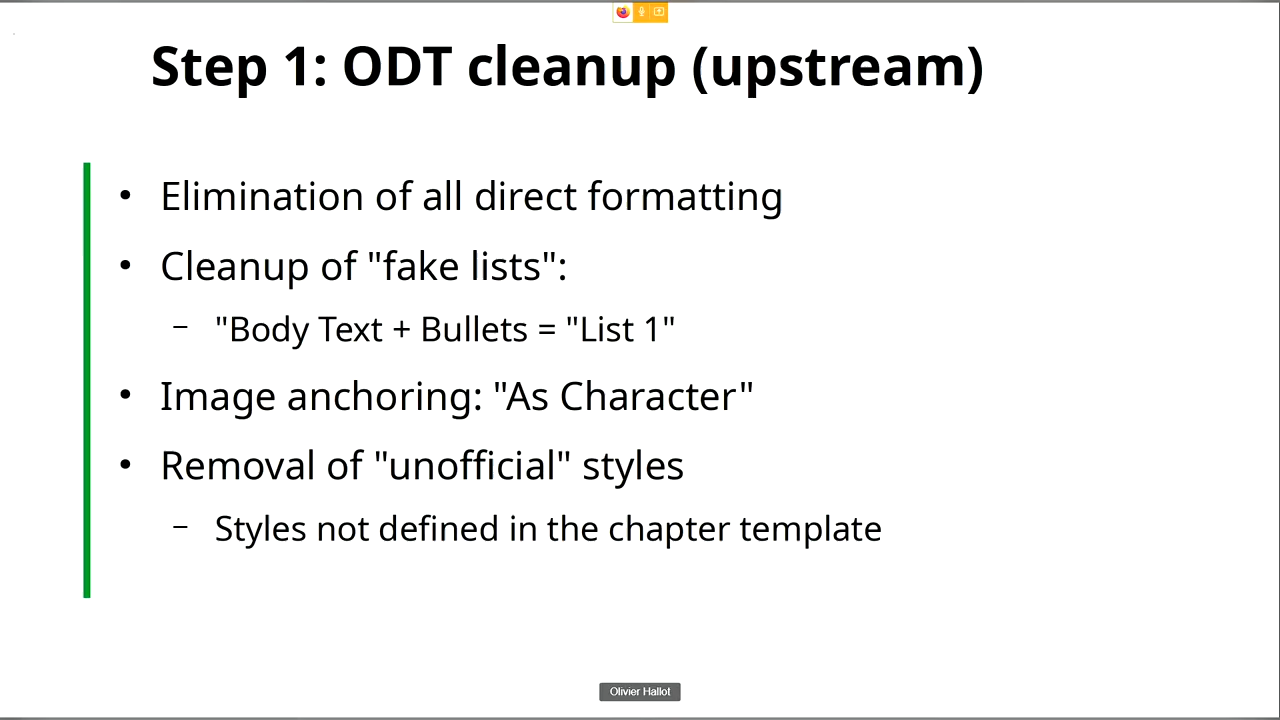 Step 1: ODT cleanup (upstream)
• Elimination of all direct formatting
• Cleanup of "fake lists":
– "Body Text + Bullets = "List 1"
• Image anchoring: "As Character"
• Removal of "unofficial" styles
– Styles not defined in the chapter template
Olivier Hallot